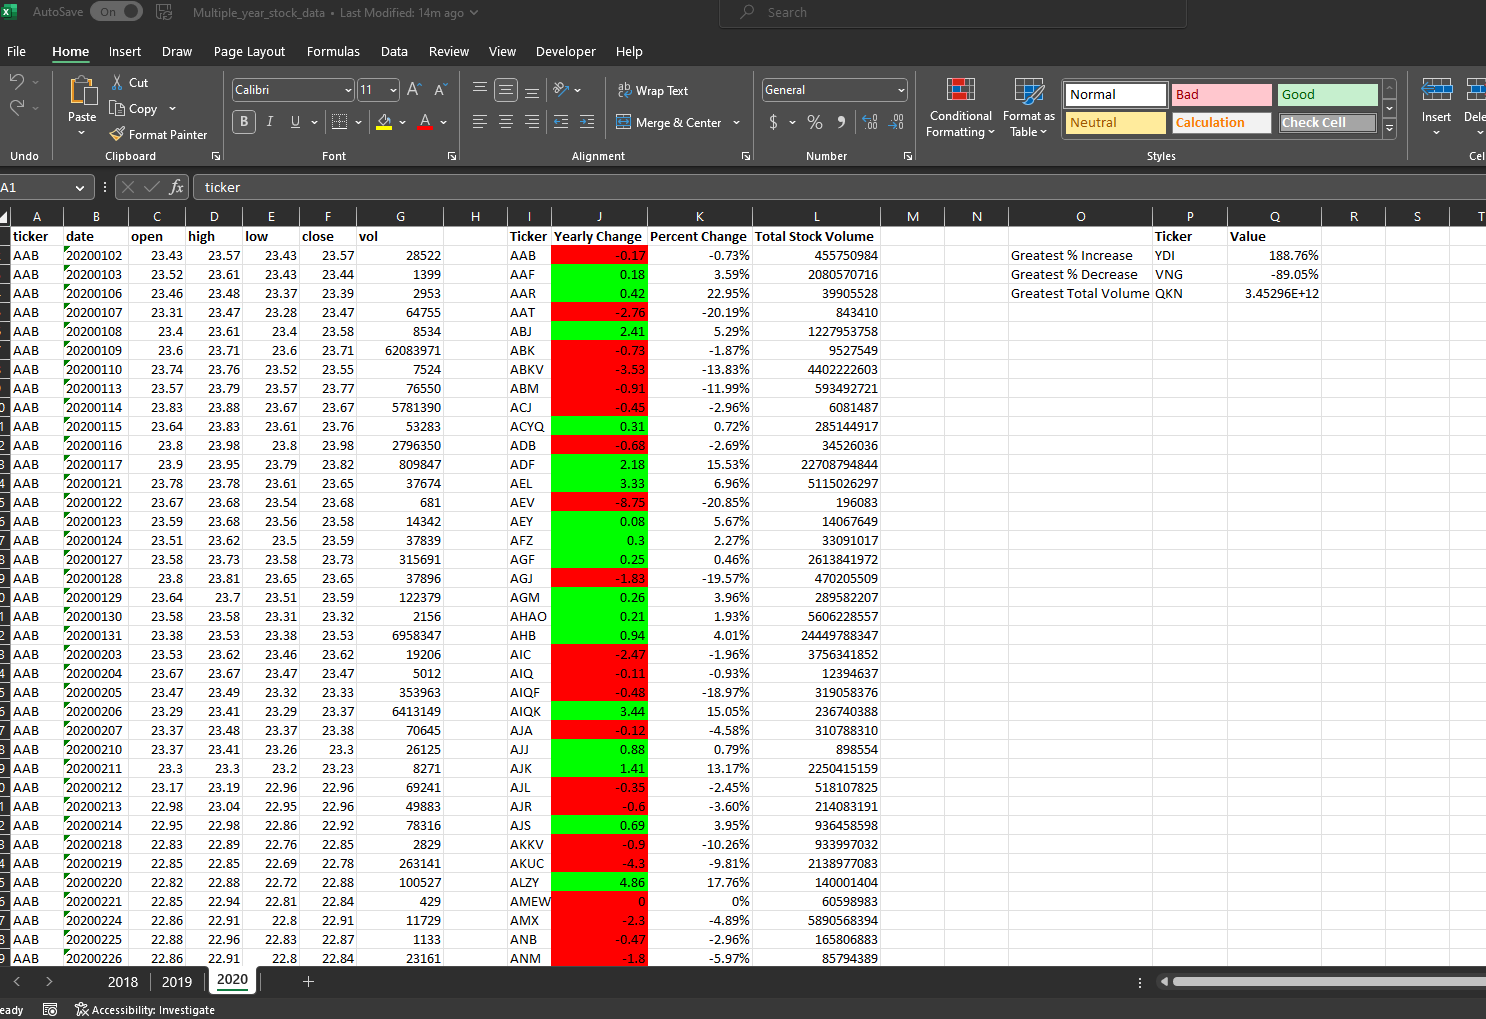 AutoSave On Multiple_year_stock_data • Last Modified: 14m ago Search
File Home Insert Draw Page Layout Formulas Data Review View Developer Help
Cut Calibri 11 A A Wrap Text General Normal Bad Good
Paste Copy Conditional Formatting Format as Table Insert Dele
Format Painter B I U A Merge & Center $ % Neutral Calculation Check Cell
Undo Clipboard Font Alignment Number Styles Cel
A1 fx ticker
A B C D E F G H I J K L M N O P Q R S T
ticker date open high low close vol Ticker Yearly Change Percent Change Total Stock Volume Ticker Value
AAB 20200102 23.43 23.57 23.43 23.57 28522 AAB -0.17 -0.73% 455750984 Greatest % Increase YDI 188.76%
AAB 20200103 23.52 23.61 23.43 23.44 1399 AAF 0.18 3.59% 2080570716 Greatest % Decrease VNG -89.05%
AAB 20200106 23.46 23.48 23.37 23.39 2953 AAR 0.42 22.95% 39905528 Greatest Total Volume QKN 3.45296E+12
AAB 20200107 23.31 23.47 23.28 23.47 64755 AAT -2.76 -20.19% 843410
AAB 20200108 23.4 23.61 23.4 23.58 8534 ABJ 2.41 5.29% 1227953758
AAB 20200109 23.6 23.71 23.6 23.71 62083971 ABK -0.73 -1.87% 9527549
AAB 20200110 23.74 23.76 23.52 23.55 7524 ABKV -3.53 -13.83% 4402222603
AAB 20200113 23.57 23.79 23.57 23.77 76550 ABM -0.91 -11.99% 593492721
AAB 20200114 23.83 23.88 23.67 23.67 5781390 ACJ -0.45 -2.96% 6081487
AAB 20200115 23.64 23.83 23.61 23.76 53283 ACYQ 0.31 0.72% 285144917
AAB 20200116 23.8 23.98 23.8 23.98 2796350 ADB -0.68 -2.69% 34526036
AAB 20200117 23.9 23.95 23.79 23.82 809847 ADF 2.18 15.53% 22708794844
AAB 20200121 23.78 23.78 23.61 23.65 37674 AEL 3.33 6.96% 5115026297
AAB 20200122 23.67 23.68 23.54 23.68 681 AEV -8.75 -20.85% 196083
AAB 20200123 23.59 23.68 23.56 23.58 14342 AEY 0.08 5.67% 14067649
AAB 20200124 23.51 23.62 23.5 23.59 37839 AFZ 0.3 2.27% 33091017
AAB 20200127 23.58 23.73 23.58 23.73 315691 AGF 0.25 0.46% 2613841972
AAB 20200128 23.8 23.81 23.65 23.65 37896 AGJ -1.83 -19.57% 470205509
AAB 20200129 23.64 23.7 23.51 23.59 122379 AGM 0.26 3.96% 289582207
AAB 20200130 23.58 23.58 23.31 23.32 2156 AHAO 0.21 1.93% 5606228557
AAB 20200131 23.38 23.53 23.38 23.53 6958347 AHB 0.94 4.01% 24449788347
AAB 20200203 23.53 23.62 23.46 23.62 19206 AIC -2.47 -1.96% 3756341852
AAB 20200204 23.67 23.67 23.47 23.47 5012 AIQ -0.11 -0.93% 12394637
AAB 20200205 23.47 23.49 23.32 23.33 353963 AIQF -0.48 -18.97% 319058376
AAB 20200206 23.29 23.41 23.29 23.37 6413149 AIQK 3.44 15.05% 236740388
AAB 20200207 23.37 23.48 23.37 23.38 70645 AJA -0.12 -4.58% 310788310
AAB 20200210 23.37 23.41 23.26 23.3 26125 AJJ 0.88 0.79% 898554
AAB 20200211 23.3 23.3 23.2 23.23 8271 AJK 1.41 13.17% 2250415159
AAB 20200212 23.17 23.19 22.96 22.96 69241 AJL -0.35 -2.45% 518107825
AAB 20200213 22.98 23.04 22.95 22.96 49883 AJR -0.6 -3.60% 214083191
AAB 20200214 22.95 22.98 22.86 22.92 78316 AJS 0.69 3.95% 936458598
AAB 20200218 22.83 22.89 22.76 22.85 2829 AKKV -0.9 -10.26% 933997032
AAB 20200219 22.85 22.85 22.69 22.78 263141 AKUC -4.3 -9.81% 2138977083
AAB 20200220 22.82 22.88 22.72 22.88 100527 ALZY 4.86 17.76% 140001404
AAB 20200221 22.85 22.94 22.81 22.84 429 AMEW 0 0% 60598983
AAB 20200224 22.86 22.91 22.8 22.91 11729 AMX -2.3 -4.89% 5890568394
AAB 20200225 22.88 22.96 22.83 22.87 1133 ANB -0.47 -2.96% 165806883
AAB 20200226 22.86 22.91 22.8 22.84 23161 ANM -1.8 -5.97% 85794389
2018 2019 2020
eady Accessibility: Investigate